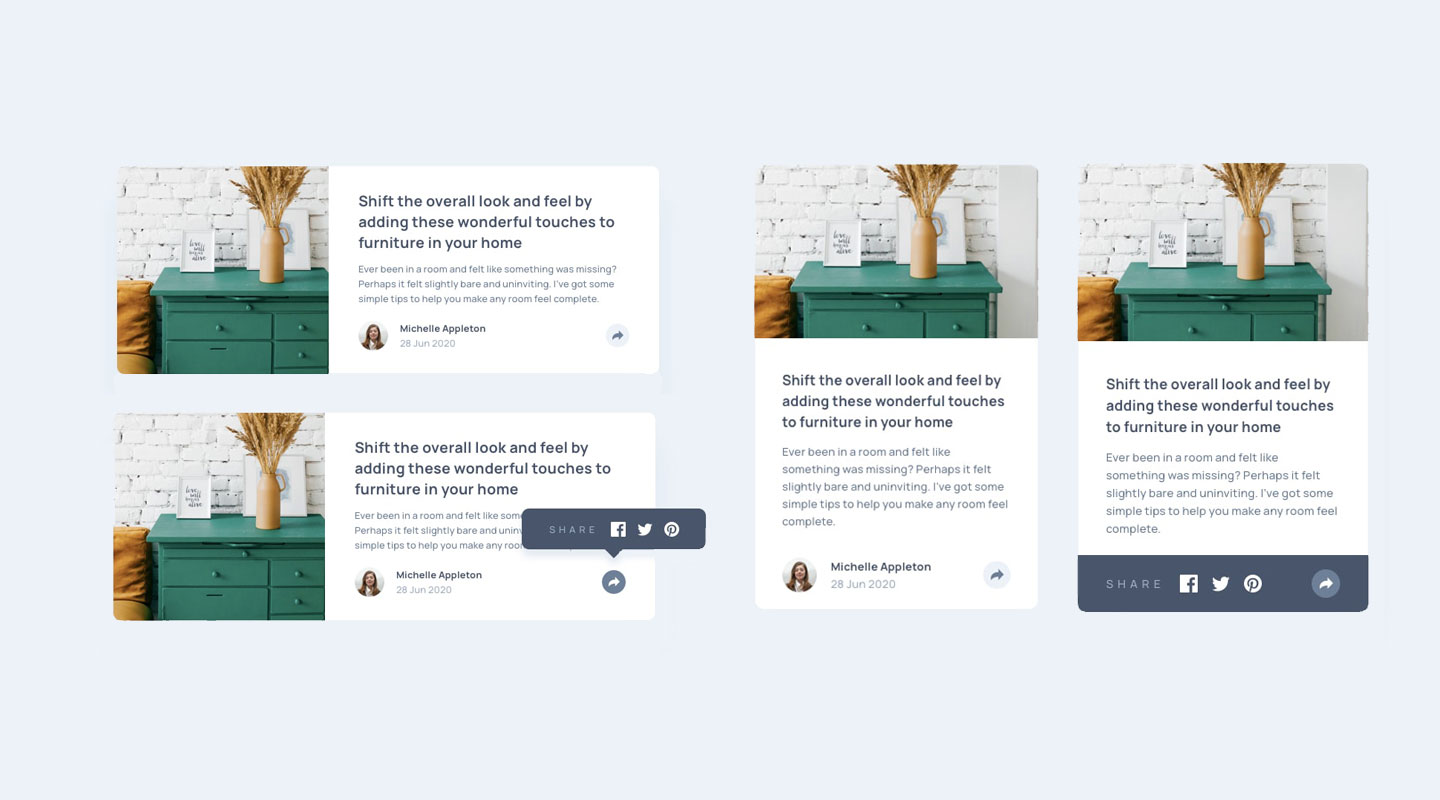 love
will
keep us
alive
Shift the overall look and feel by
adding these wonderful touches to
furniture in your home
Ever been in a room and felt like something was missing?
Perhaps it felt slightly bare and uninviting. I've got some
simple tips to help you make any room feel complete.
Michelle Appleton
28 Jun 2020
Shift the overall look and feel by
adding these wonderful touches to
furniture in your home
Ever been in a room and felt like
Perhaps it felt slightly bare and
simple tips to help you make any
SHARE
Michelle Appleton
28 Jun 2020
Shift the overall look and feel by
adding these wonderful touches
to furniture in your home
Ever been in a room and felt like
something was missing? Perhaps it felt
slightly bare and uninviting. I've got some
simple tips to help you make any room feel
complete.
Michelle Appleton
28 Jun 2020
Shift the overall look and feel by
adding these wonderful touches
to furniture in your home
Ever been in a room and felt like
something was missing? Perhaps it felt
slightly bare and uninviting. I've got some
simple tips to help you make any room feel
complete.
SHARE